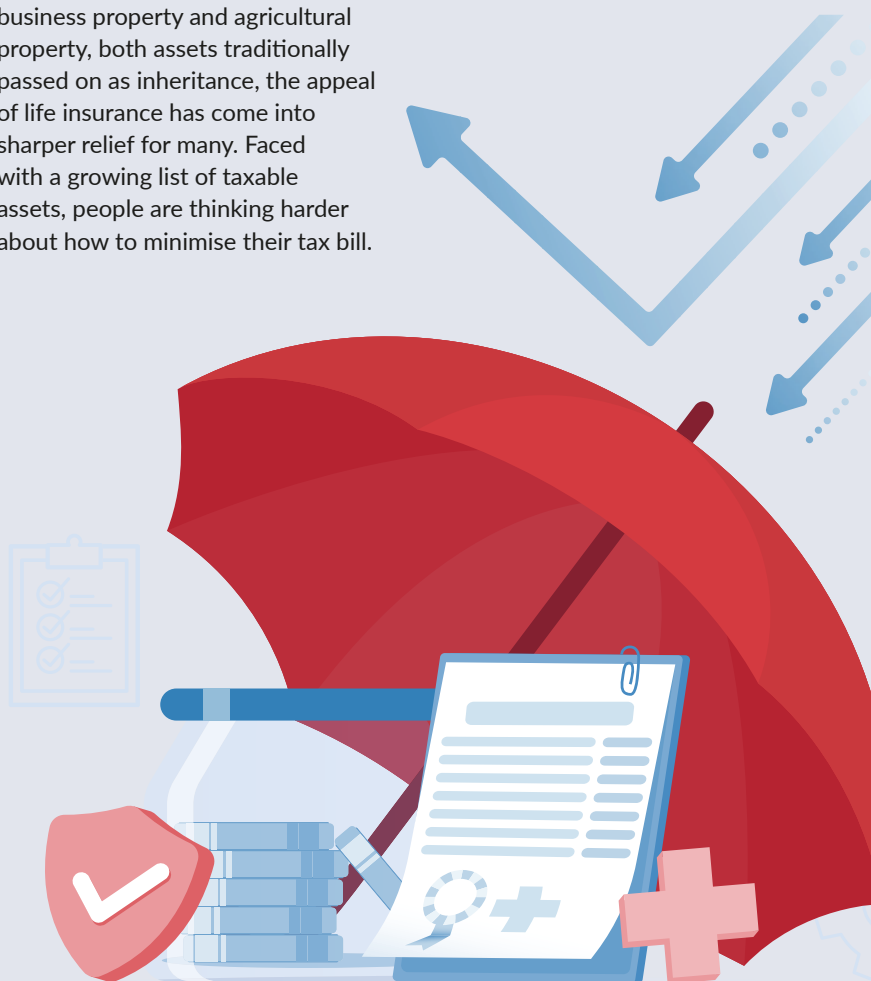 business property and agricultural
property, both assets traditionally
passed on as inheritance, the appeal
of life insurance has come into
sharper relief for many. Faced
with a growing list of taxable
assets, people are thinking harder
about how to minimise their tax bill.